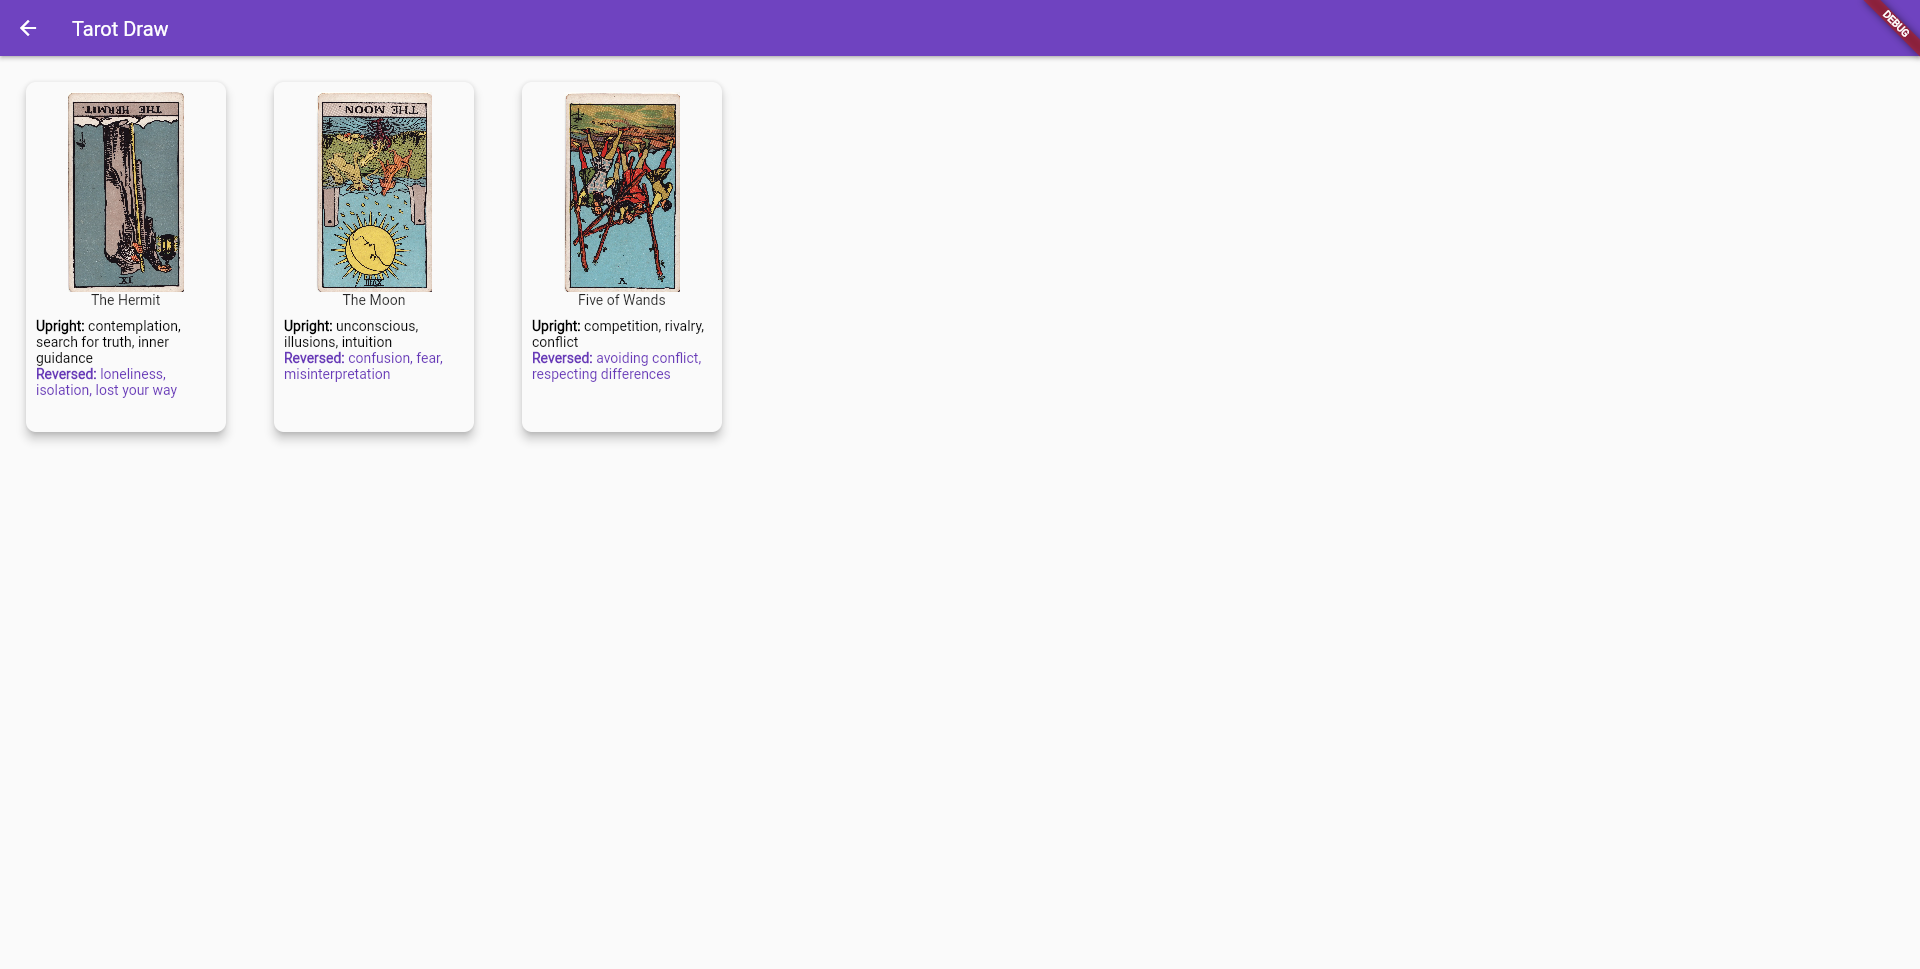 Tarot Draw
DEBUG
THE HERMIT.
IX
The Hermit
Upright: contemplation,
search for truth, inner
guidance
Reversed: loneliness,
isolation, lost your way
THE MOON.
XVIII
The Moon
Upright: unconscious,
illusions, intuition
Reversed: confusion, fear,
misinterpretation
V
Five of Wands
Upright: competition, rivalry,
conflict
Reversed: avoiding conflict,
respecting differences